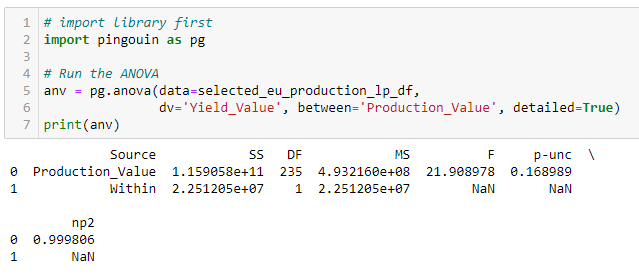 1 # import library first
2 import pingouin as pg
3
4 # Run the ANOVA
5 anv = pg.anova(data=selected_eu_production_lp_df,
6 dv='Yield_Value', between='Production_Value', detailed=True)
7 print(anv)
Source SS DF MS F p-unc \
0 Production_Value 1.159058e+11 235 4.932160e+08 21.908978 0.168989
1 Within 2.251205e+07 1 2.251205e+07 NaN NaN
np2
0 0.999806
1 NaN